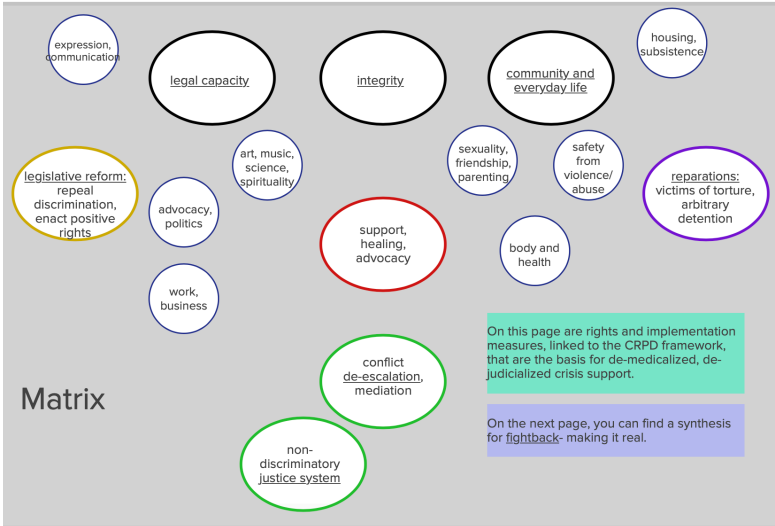 expression,
communication
legal capacity
integrity
community and
everyday life
housing,
subsistence
legislative reform:
repeal
discrimination,
enact positive
rights
art, music,
science,
spirituality
advocacy,
politics
work,
business
support,
healing,
advocacy
sexuality,
friendship,
parenting
safety
from
violence/
abuse
body and
health
reparations:
victims of torture,
arbitrary
detention
conflict
de-escalation,
mediation
non-
discriminatory
justice system
Matrix
On this page are rights and implementation
measures, linked to the CRPD framework,
that are the basis for de-medicalized, de-
judicialized crisis support.
On the next page, you can find a synthesis
for fightback- making it real.